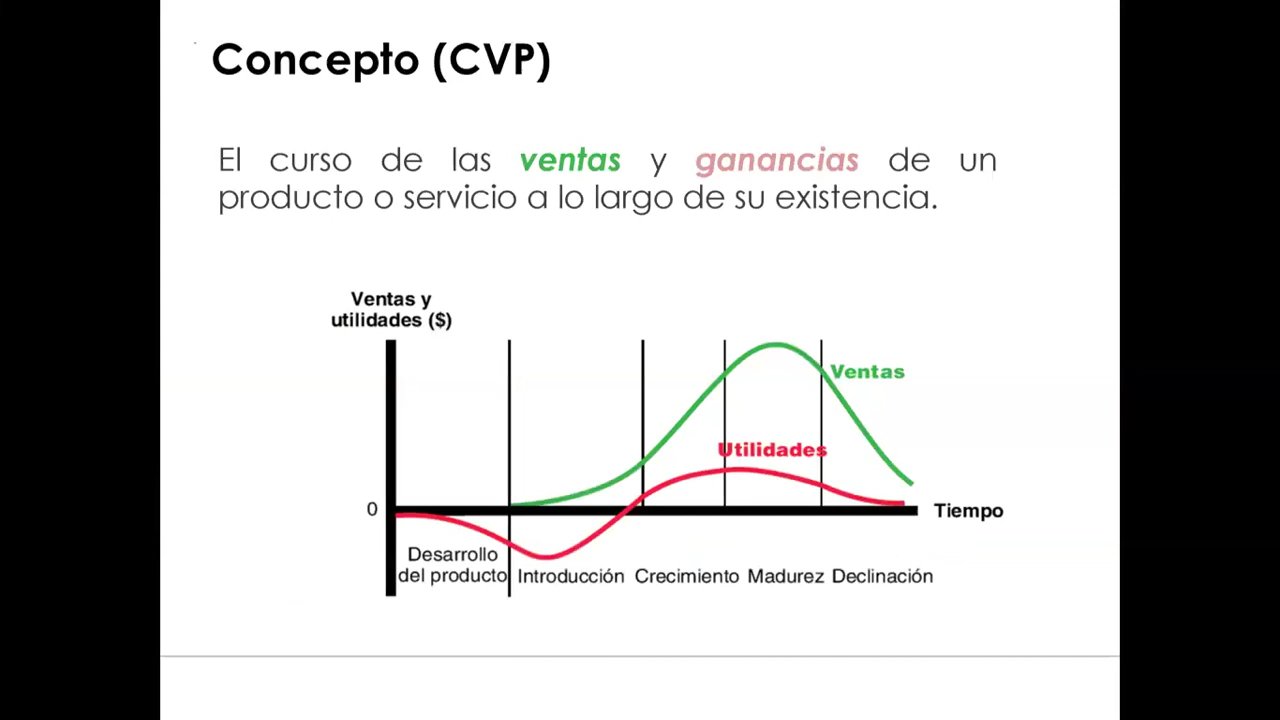 Concepto (CVP)
El curso de las ventas y ganancias de un
producto o servicio a lo largo de su existencia.
Ventas y
utilidades ($)
Ventas
Utilidades
0
Tiempo
Desarrollo
del producto
Introducción
Crecimiento
Madurez
Declinación